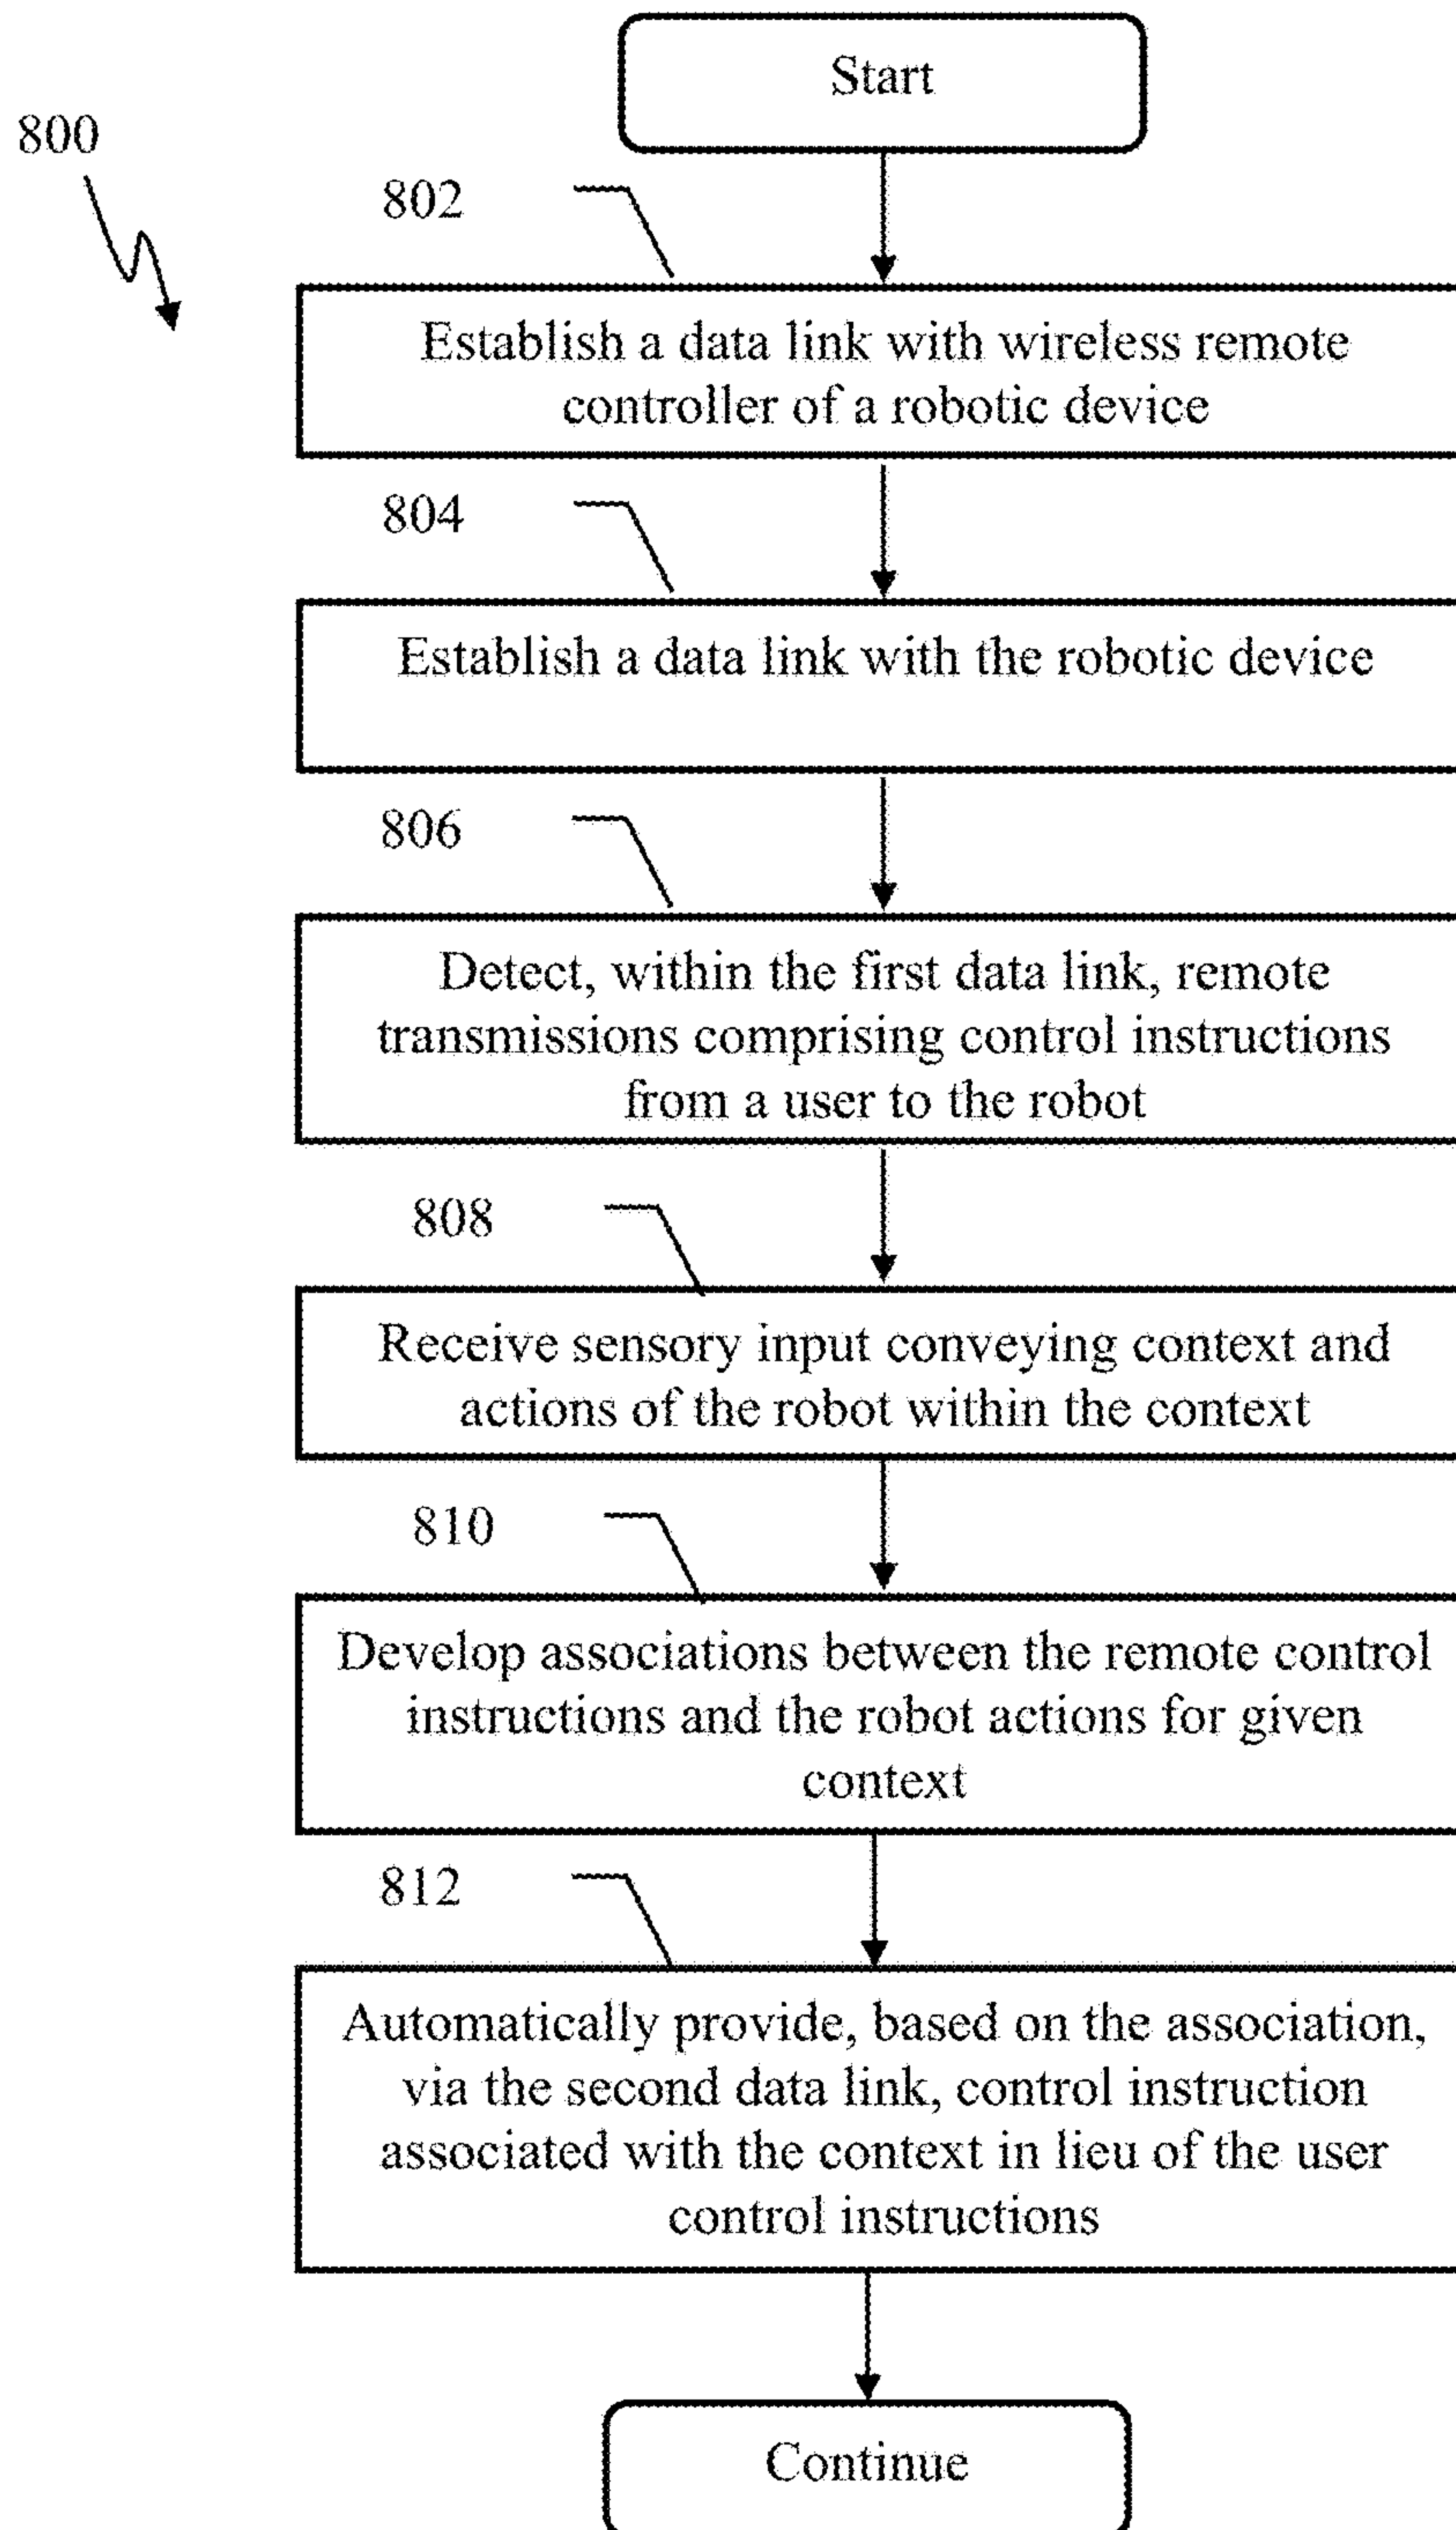 Start
800
802
Establish a data link with wireless remote
controller of a robotic device
804
Establish a data link with the robotic device
806
Detect, within the first data link, remote
transmissions comprising control instructions
from a user to the robot
808
Receive sensory input conveying context and
actions of the robot within the context
810
Develop associations between the remote control
instructions and the robot actions for given
context
812
Automatically provide, based on the association,
via the second data link, control instruction
associated with the context in lieu of the user
control instructions
Continue